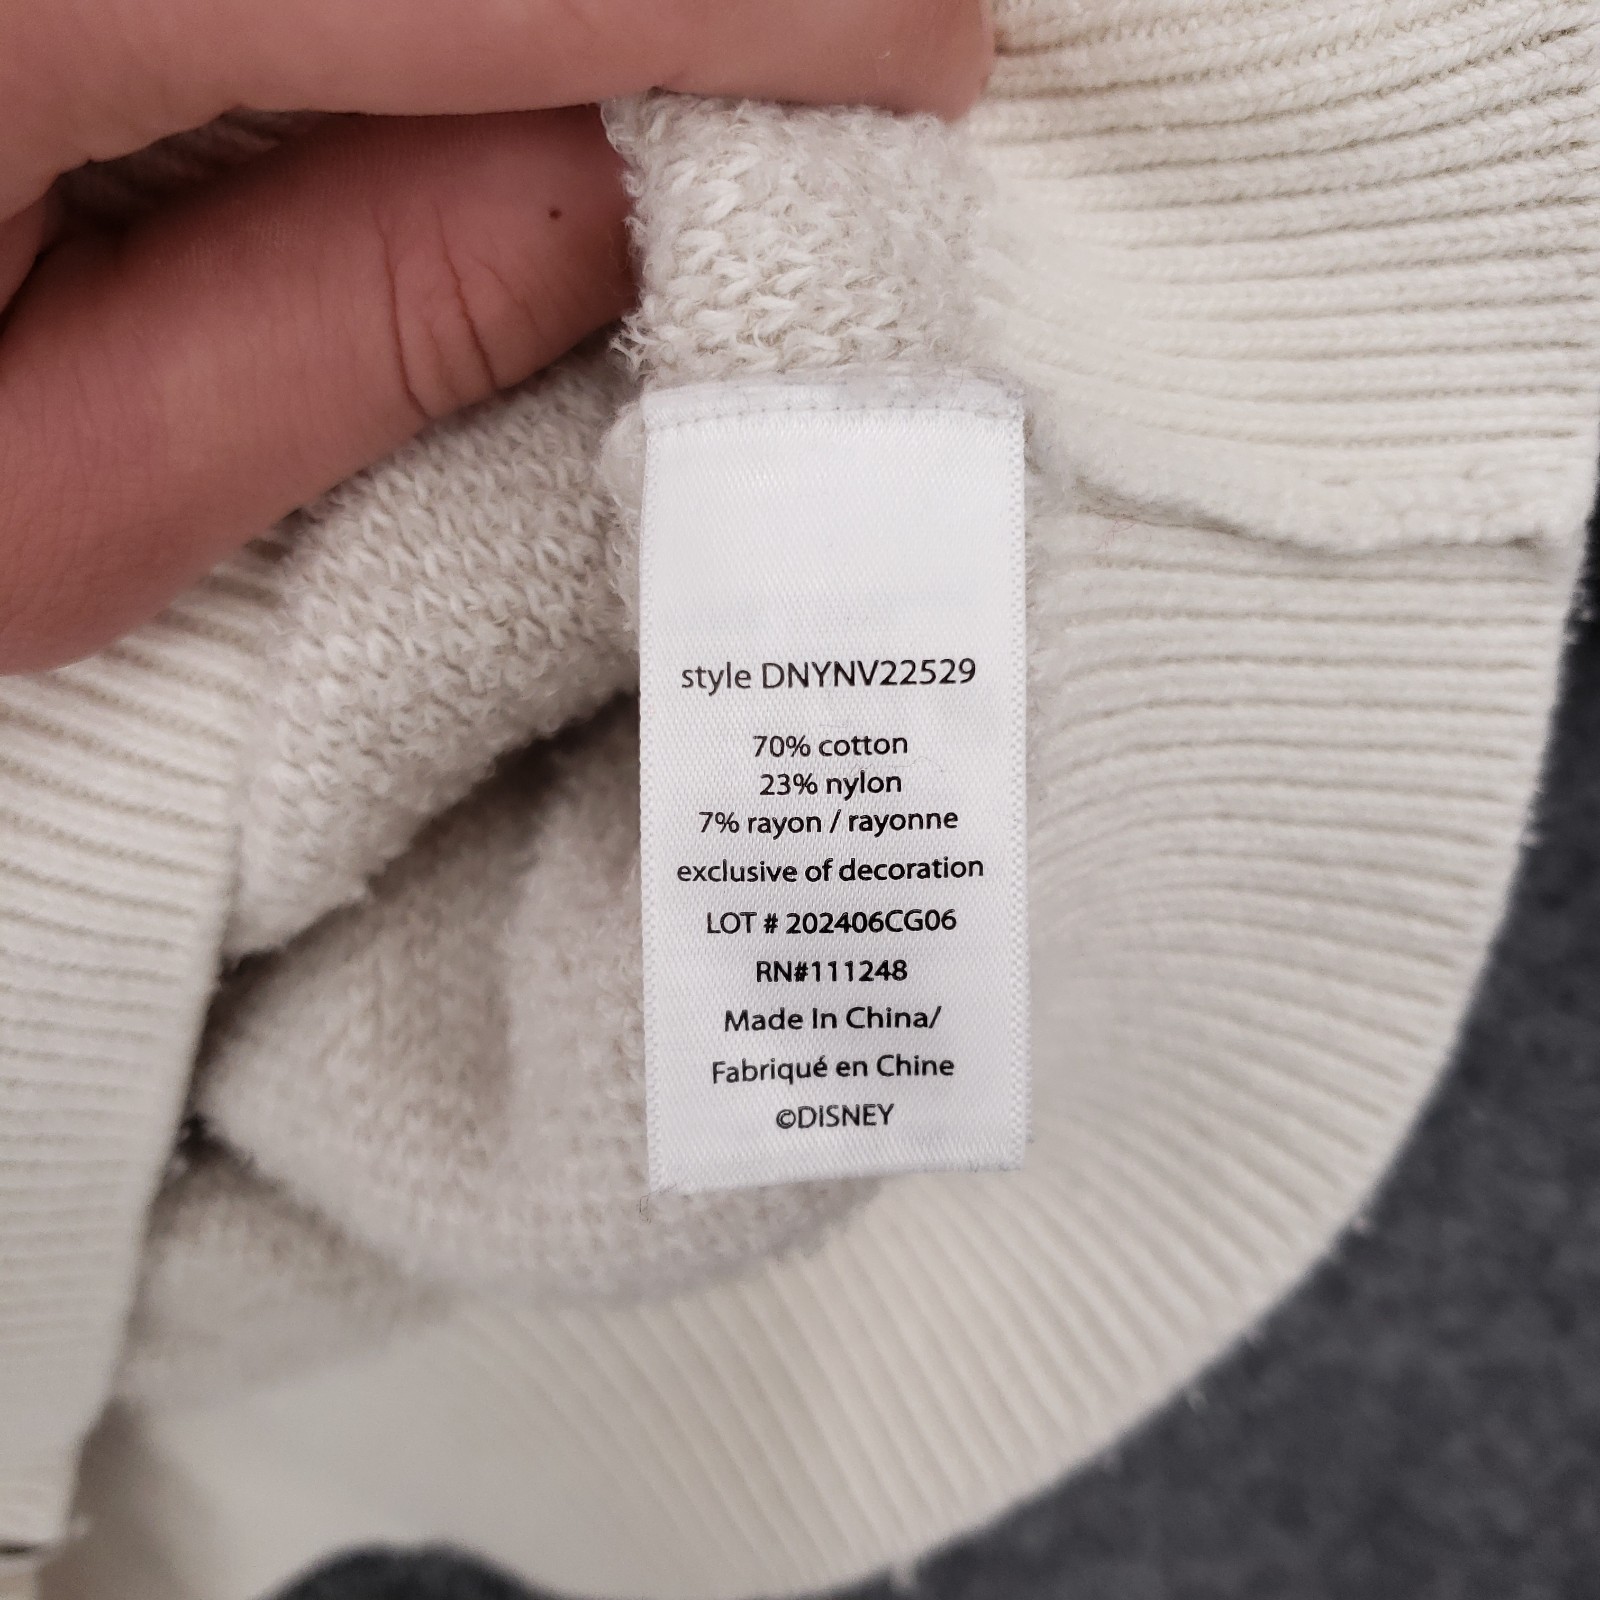 style DNYNV22529
70% cotton
23% nylon
7% rayon / rayonne
exclusive of decoration
LOT # 202406CG06
RN#111248
Made In China/
Fabriqué en Chine
©DISNEY